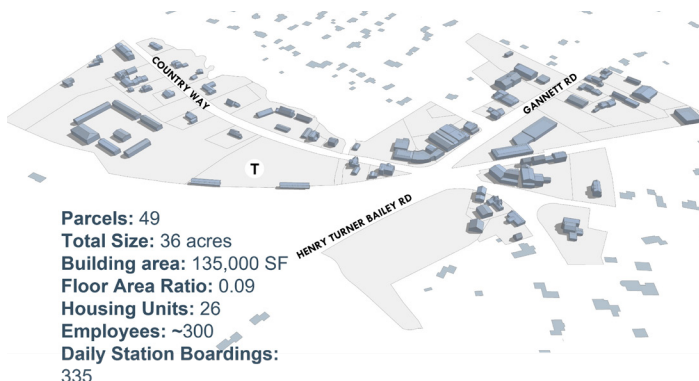 COUNTRY WAY
GANNETT RD
T
HENRY TURNER BAILEY RD
Parcels: 49
Total Size: 36 acres
Building area: 135,000 SF
Floor Area Ratio: 0.09
Housing Units: 26
Employees: ~300
Daily Station Boardings:
335